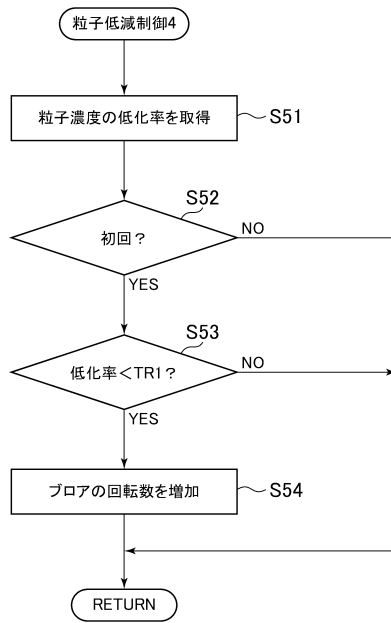 粒子低減制御4
粒子濃度の低化率を取得
S51
初回？
S52
NO
YES
低化率＜TR1？
S53
NO
YES
ブロアの回転数を増加
S54
RETURN